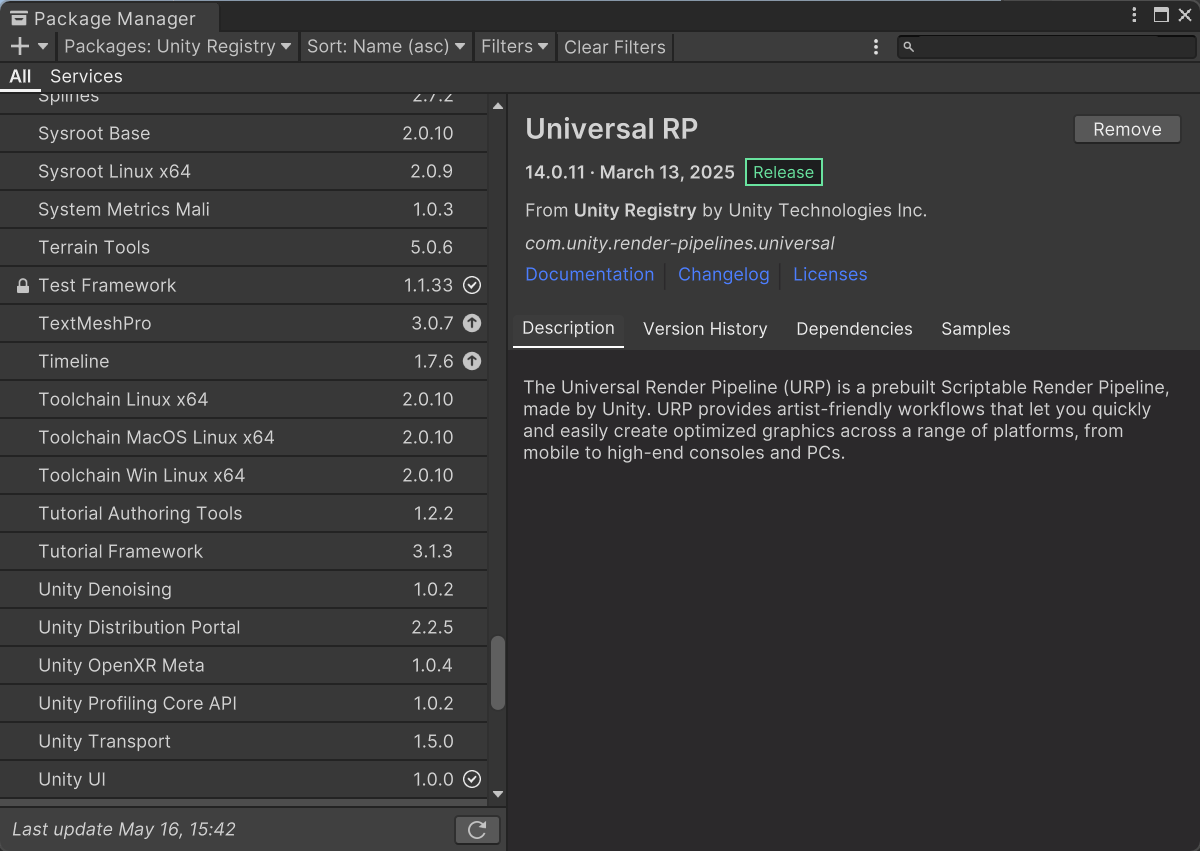 Package Manager
Packages: Unity Registry
Sort: Name (asc)
Filters
Clear Filters
All
Services
Splines 2.7.2
Sysroot Base 2.0.10
Sysroot Linux x64 2.0.9
System Metrics Mali 1.0.3
Terrain Tools 5.0.6
Test Framework 1.1.33
TextMeshPro 3.0.7
Timeline 1.7.6
Toolchain Linux x64 2.0.10
Toolchain MacOS Linux x64 2.0.10
Toolchain Win Linux x64 2.0.10
Tutorial Authoring Tools 1.2.2
Tutorial Framework 3.1.3
Unity Denoising 1.0.2
Unity Distribution Portal 2.2.5
Unity OpenXR Meta 1.0.4
Unity Profiling Core API 1.0.2
Unity Transport 1.5.0
Unity UI 1.0.0
Last update May 16, 15:42
Universal RP
Remove
14.0.11 · March 13, 2025 Release
From Unity Registry by Unity Technologies Inc.
com.unity.render-pipelines.universal
Documentation Changelog Licenses
Description Version History Dependencies Samples
The Universal Render Pipeline (URP) is a prebuilt Scriptable Render Pipeline,
made by Unity. URP provides artist-friendly workflows that let you quickly
and easily create optimized graphics across a range of platforms, from
mobile to high-end consoles and PCs.